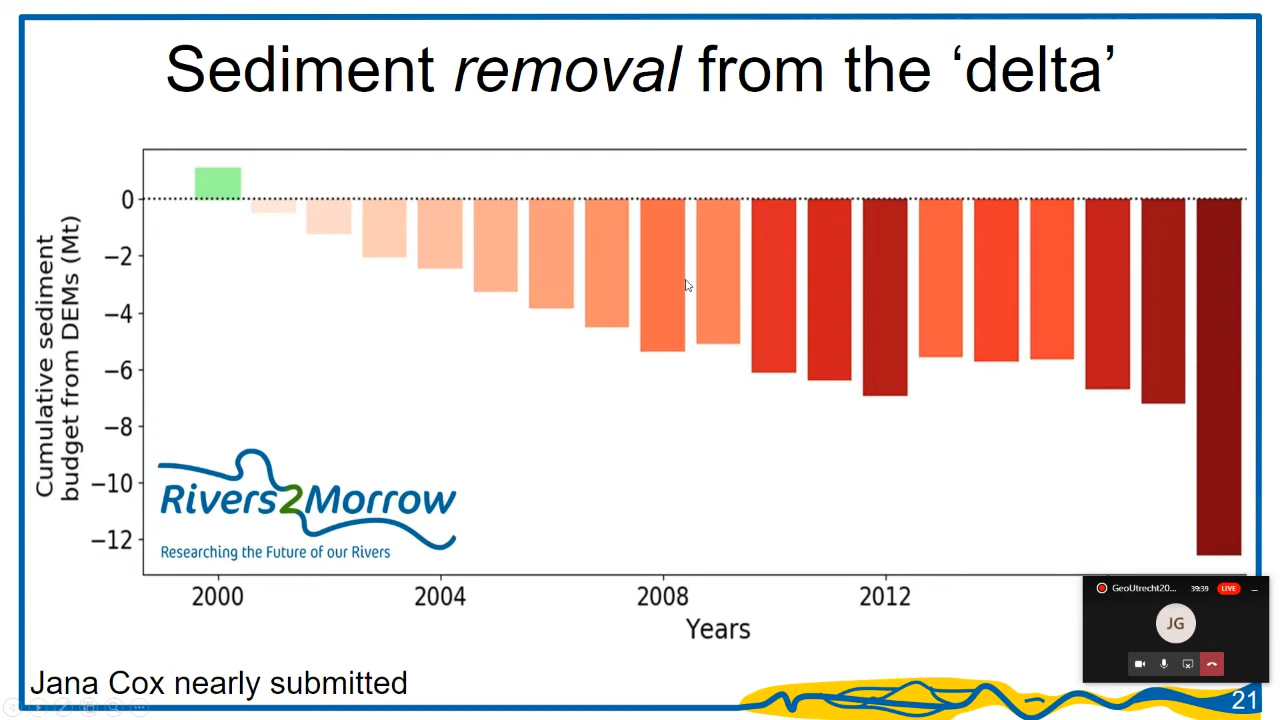 Sediment removal from the ‘delta’
Cumulative sediment
budget from DEMs (Mt)
0
−2
−4
−6
−8
−10
−12
Rivers2Morrow
Researching the Future of our Rivers
2000
2004
2008
2012
Years
GeoUtrecht20...
39:39
LIVE
JG
Jana Cox nearly submitted
21